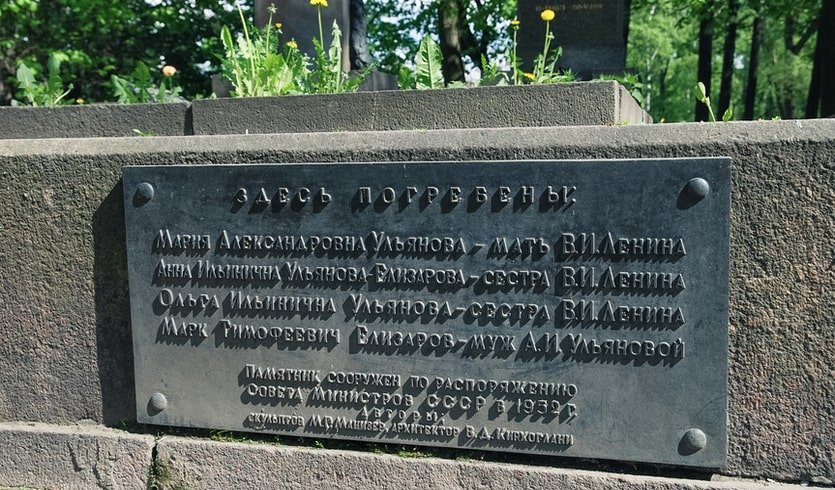 ЗДЕСЬ ПОГРЕБЕНЫ:
МАРИЯ АЛЕКСАНДРОВНА УЛЬЯНОВА – МАТЬ В.И.ЛЕНИНА
АННА ИЛЬИНИЧНА УЛЬЯНОВА-ЕЛИЗАРОВА – СЕСТРА В.И.ЛЕНИНА
ОЛЬГА ИЛЬИНИЧНА УЛЬЯНОВА – СЕСТРА В.И.ЛЕНИНА
МАРК ТИМОФЕЕВИЧ ЕЛИЗАРОВ – МУЖ А.И.УЛЬЯНОВОЙ
ПАМЯТНИК СООРУЖЕН ПО РАСПОРЯЖЕНИЮ
СОВЕТА МИНИСТРОВ СССР В 1952 г.
АВТОРЫ:
СКУЛЬПТОР М.Г.МАНИЗЕР, АРХИТЕКТОР В.Д.КИРХОГЛАНИ